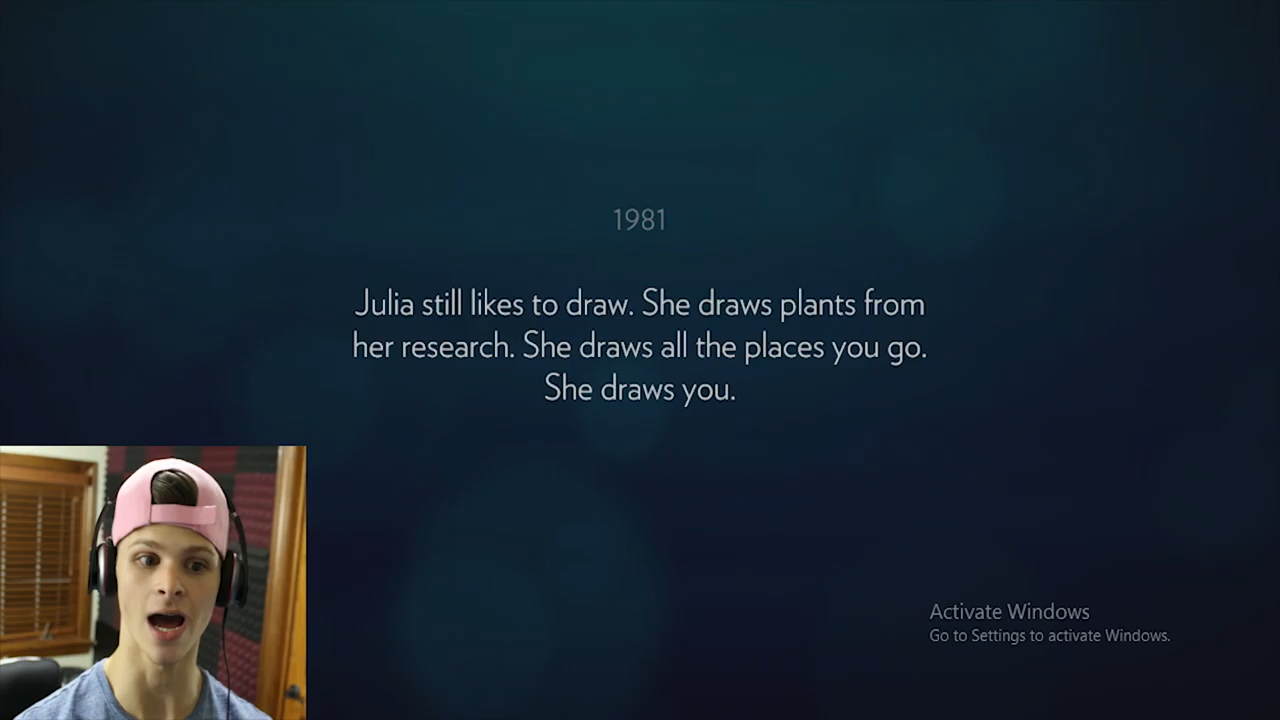 1981
Julia still likes to draw. She draws plants from
her research. She draws all the places you go.
She draws you.
Activate Windows
Go to Settings to activate Windows.